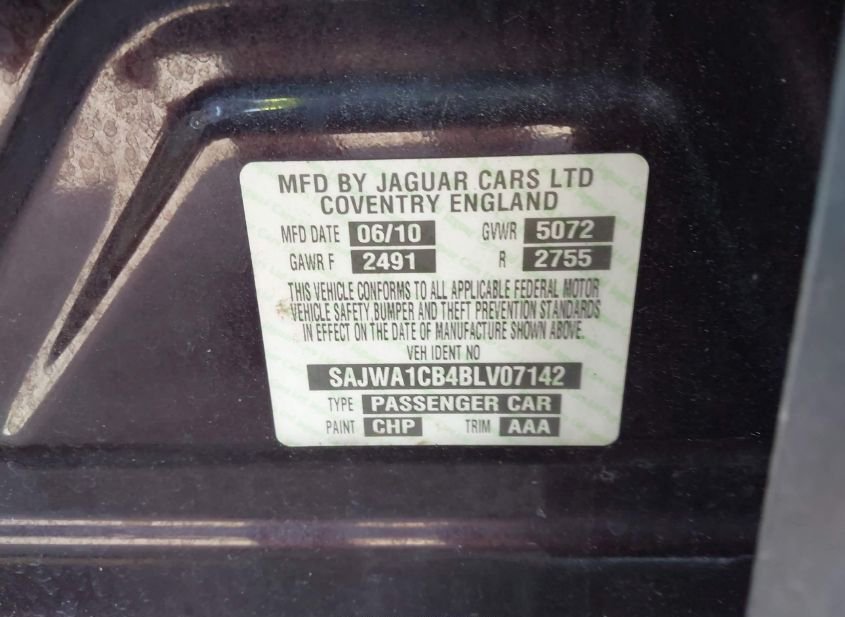 MFD BY JAGUAR CARS LTD
COVENTRY ENGLAND
MFD DATE 06/10 GVWR 5072
GAWR F 2491 R 2755
THIS VEHICLE CONFORMS TO ALL APPLICABLE FEDERAL MOTOR
VEHICLE SAFETY, BUMPER AND THEFT PREVENTION STANDARDS
IN EFFECT ON THE DATE OF MANUFACTURE SHOWN ABOVE.
VEH IDENT NO
SAJWA1CB4BLV07142
TYPE PASSENGER CAR
PAINT CHP TRIM AAA